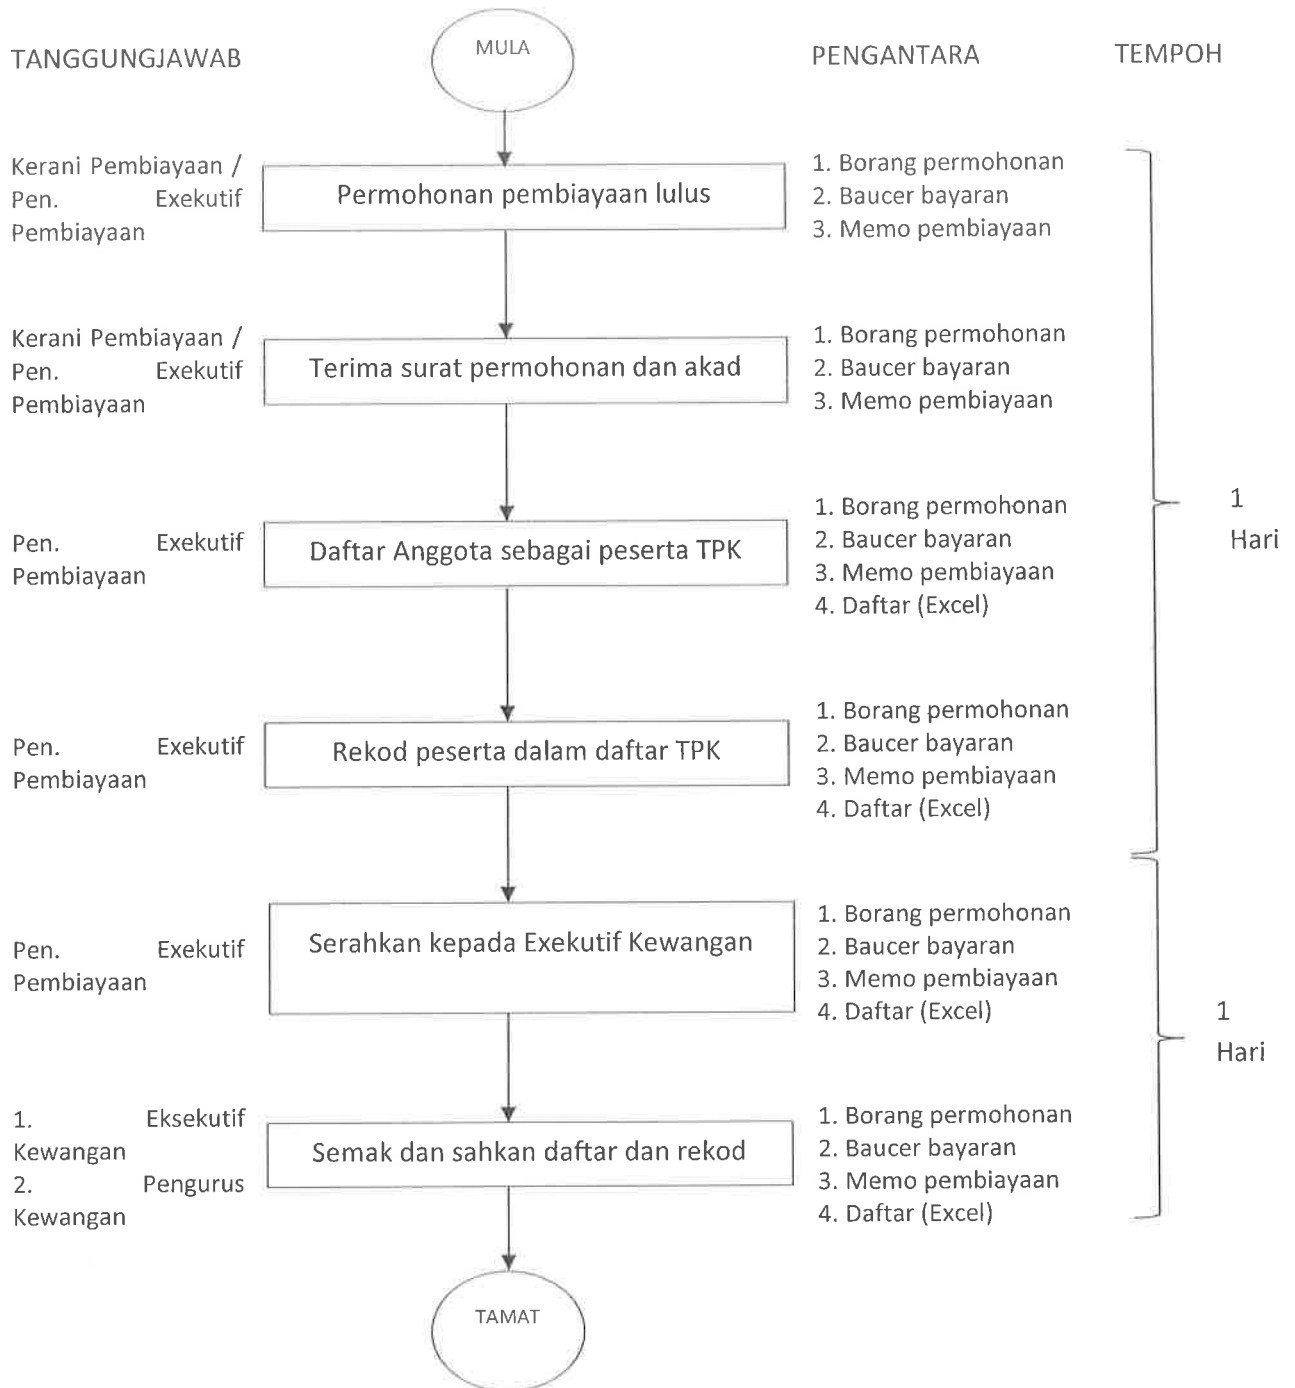 MULA
TANGGUNGJAWAB
PENGANTARA
TEMPOH
Kerani Pembiayaan /
Pen. Exekutif
Pembiayaan
Permohonan pembiayaan lulus
1. Borang permohonan
2. Baucer bayaran
3. Memo pembiayaan
Kerani Pembiayaan /
Pen. Exekutif
Pembiayaan
Terima surat permohonan dan akad
1. Borang permohonan
2. Baucer bayaran
3. Memo pembiayaan
Pen. Exekutif
Pembiayaan
Daftar Anggota sebagai peserta TPK
1. Borang permohonan
2. Baucer bayaran
3. Memo pembiayaan
4. Daftar (Excel)
1
Hari
Pen. Exekutif
Pembiayaan
Rekod peserta dalam daftar TPK
1. Borang permohonan
2. Baucer bayaran
3. Memo pembiayaan
4. Daftar (Excel)
Pen. Exekutif
Pembiayaan
Serahkan kepada Exekutif Kewangan
1. Borang permohonan
2. Baucer bayaran
3. Memo pembiayaan
4. Daftar (Excel)
1
Hari
1. Eksekutif
Kewangan
2. Pengurus
Kewangan
Semak dan sahkan daftar dan rekod
1. Borang permohonan
2. Baucer bayaran
3. Memo pembiayaan
4. Daftar (Excel)
TAMAT